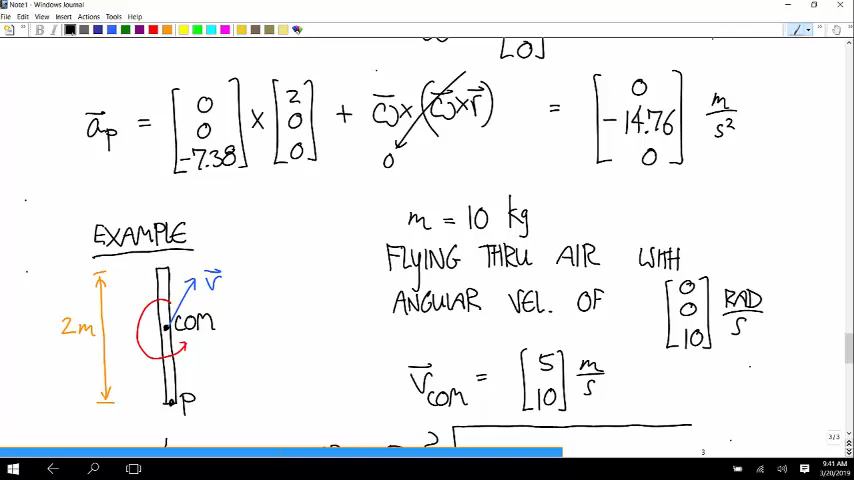 Note1 - Windows Journal
File Edit View Insert Actions Tools Help
B I
[0]
a⃗p = [0 0 -7.38] × [2 0 0] + ω⃗×(ω⃗×r⃗) = [0 -14.76 0] m/s²
0
EXAMPLE
m = 10 kg
FLYING THRU AIR WITH
ANGULAR VEL. OF [0 0 10] RAD/S
v⃗
2m
COM
P
v⃗COM = [5 10] m/s
3/3
3
9:41 AM
3/20/2019